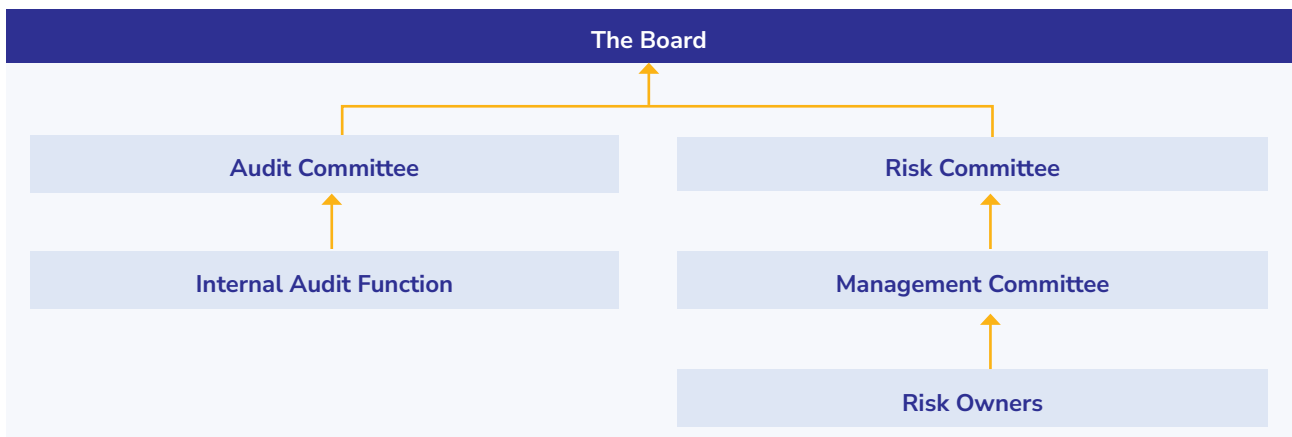 The Board
Audit Committee
Risk Committee
Internal Audit Function
Management Committee
Risk Owners